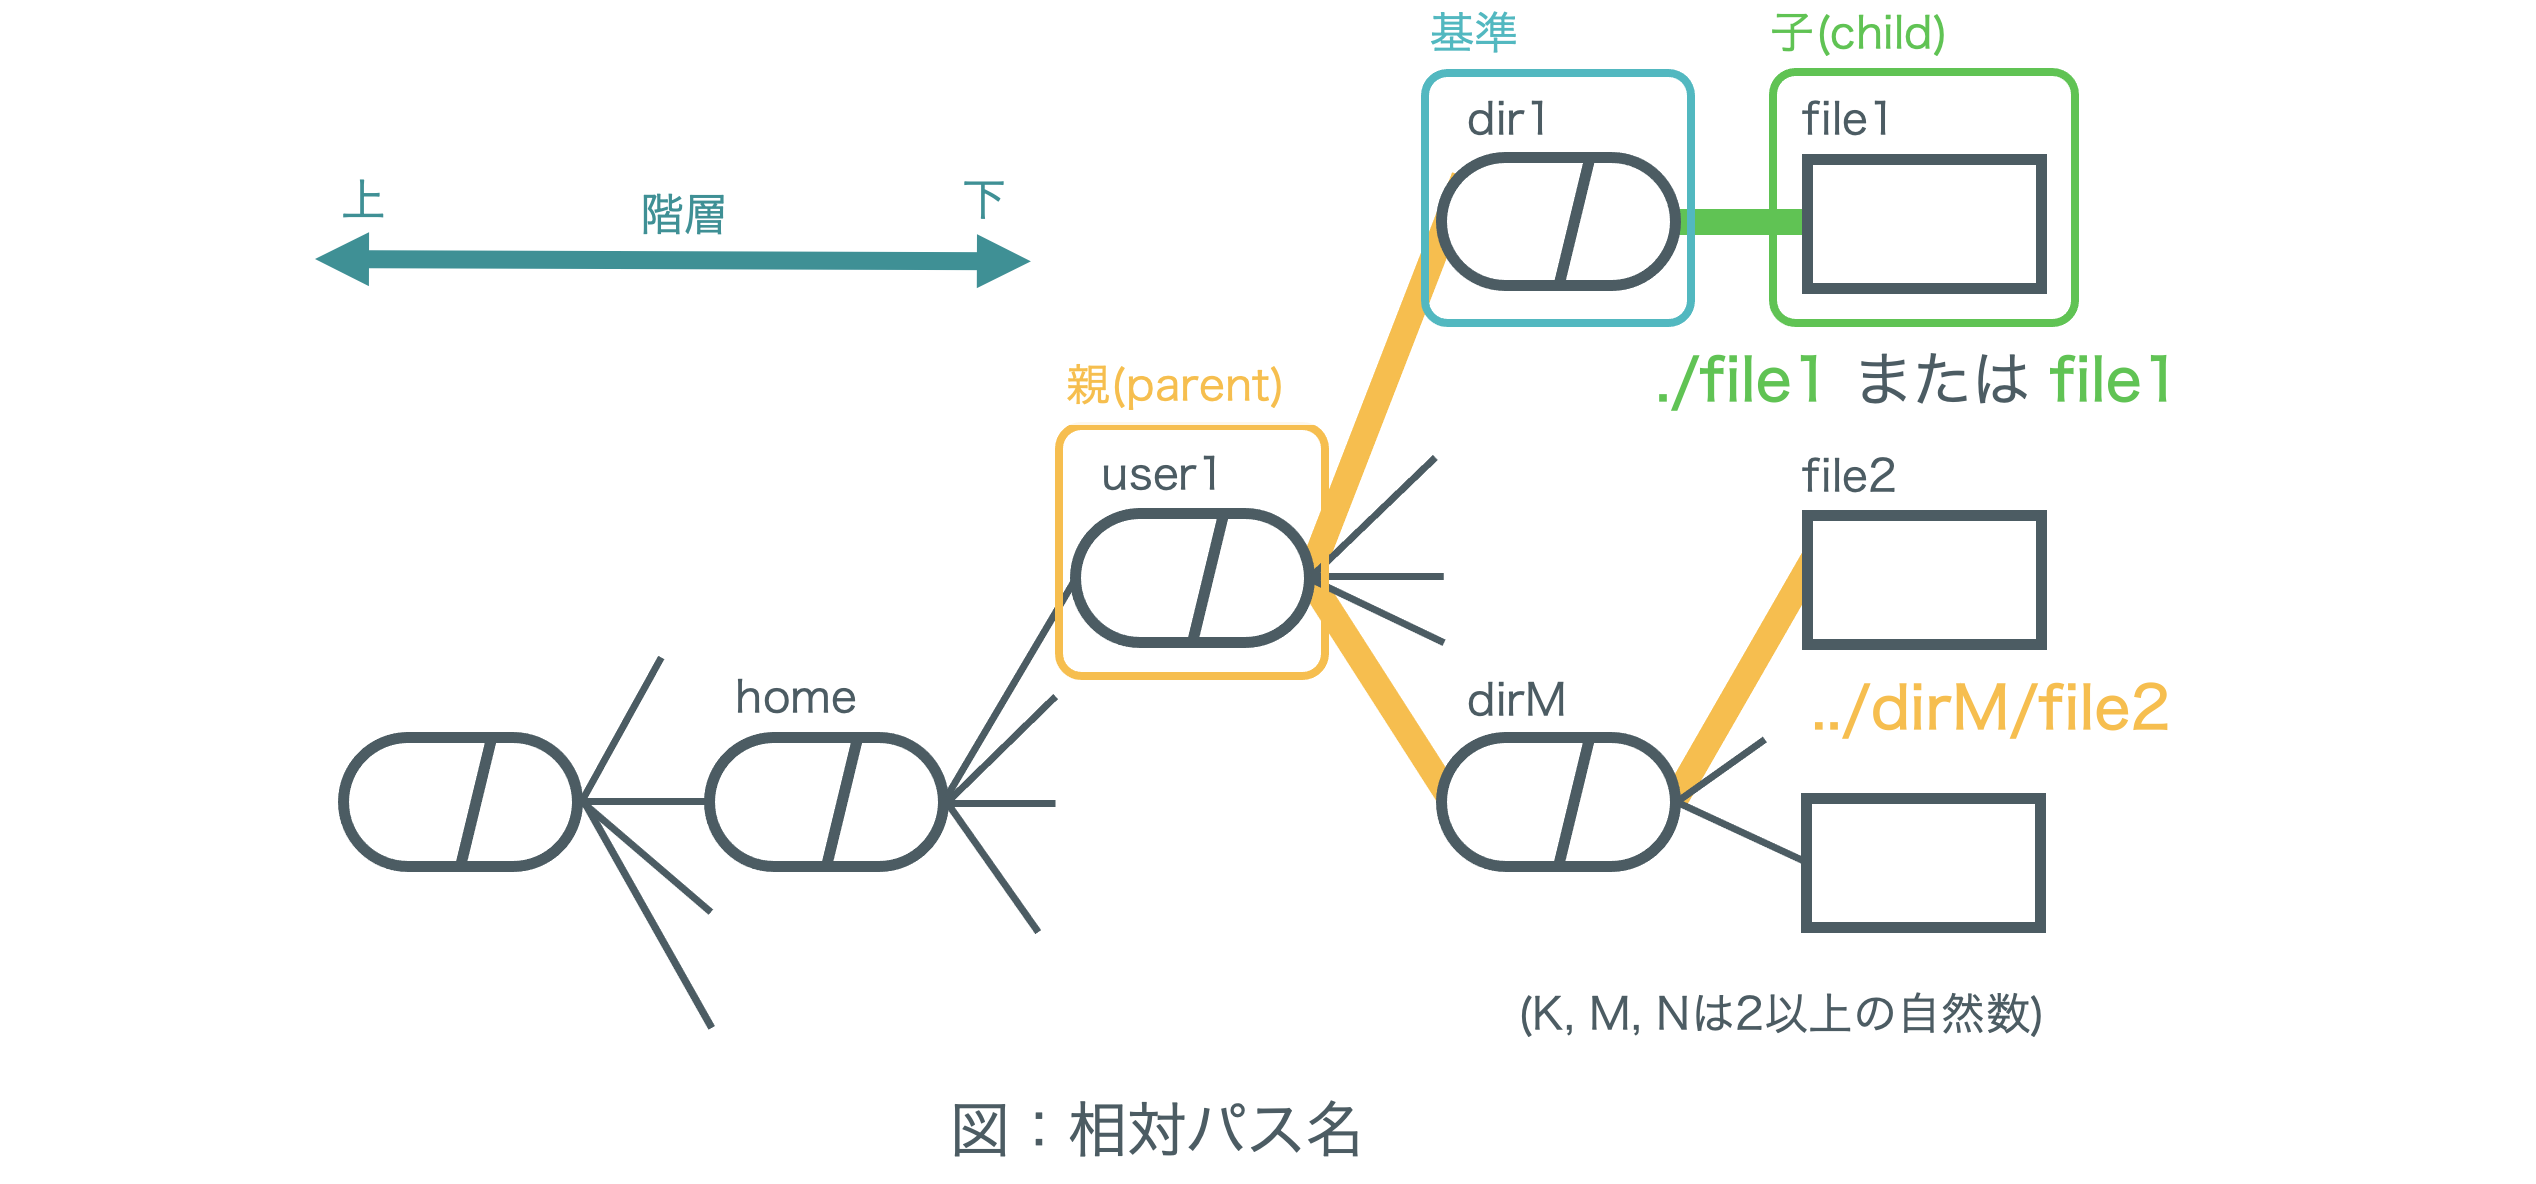 基準
子(child)
dir1
file1
上
階層
下
./file1 または file1
親(parent)
user1
file2
home
dirM
../dirM/file2
(K, M, Nは2以上の自然数)
図：相対パス名